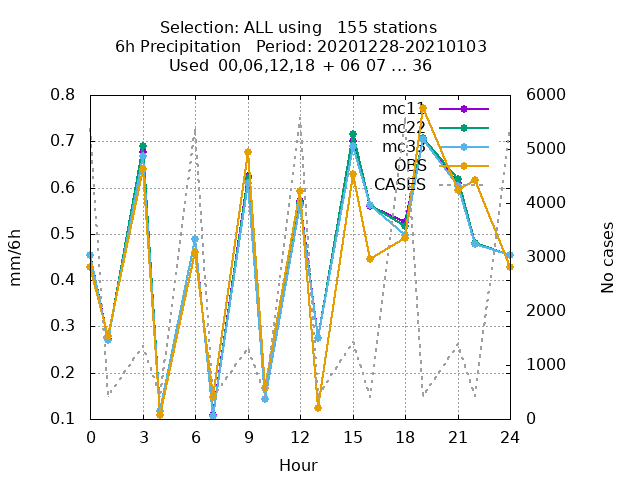 Selection: ALL using 155 stations
6h Precipitation Period: 20201228-20210103
Used 00,06,12,18 + 06 07 ... 36
mm/6h
0.8
0.7
0.6
0.5
0.4
0.3
0.2
0.1
mc11
mc22
mc33
OBS
CASES
6000
5000
4000
3000
2000
1000
0
No cases
0 3 6 9 12 15 18 21 24
Hour